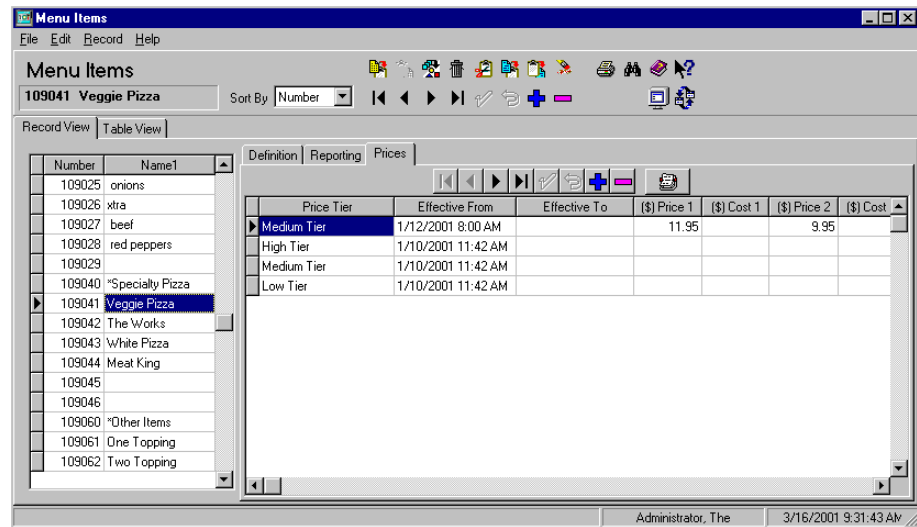 Menu Items
File Edit Record Help
Menu Items
109041 Veggie Pizza Sort By Number
Record View Table View
Definition Reporting Prices
Number Name1
109025 onions
109026 xtra
109027 beef
109028 red peppers
109029
109040 *Specialty Pizza
109041 Veggie Pizza
109042 The Works
109043 White Pizza
109044 Meat King
109045
109046
109060 *Other Items
109061 One Topping
109062 Two Topping
Price Tier Effective From Effective To ($) Price 1 ($) Cost 1 ($) Price 2 ($) Cost
Medium Tier 1/12/2001 8:00 AM 11.95 9.95
High Tier 1/10/2001 11:42 AM
Medium Tier 1/10/2001 11:42 AM
Low Tier 1/10/2001 11:42 AM
Administrator, The 3/16/2001 9:31:43 AM